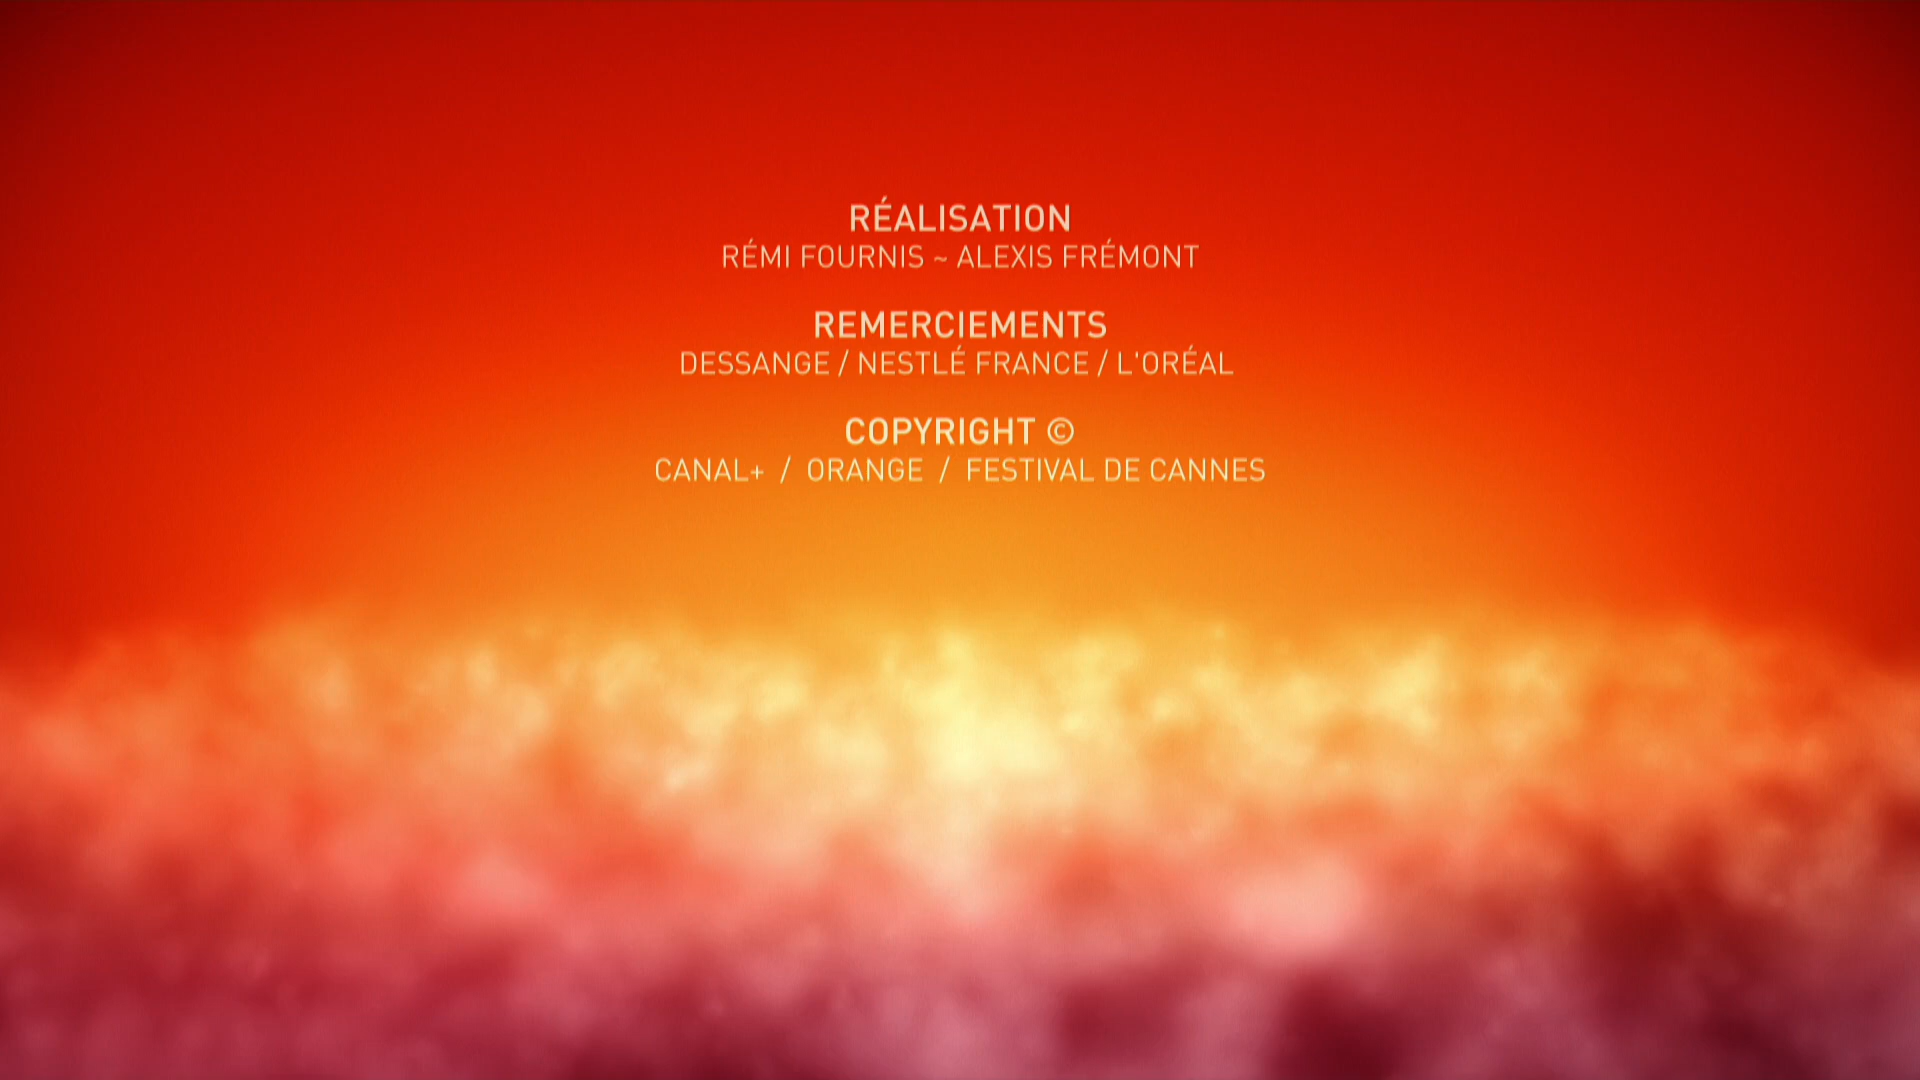 RÉALISATION
RÉMI FOURNIS ~ ALEXIS FRÉMONT
REMERCIEMENTS
DESSANGE / NESTLÉ FRANCE / L'ORÉAL
COPYRIGHT ©
CANAL+ / ORANGE / FESTIVAL DE CANNES